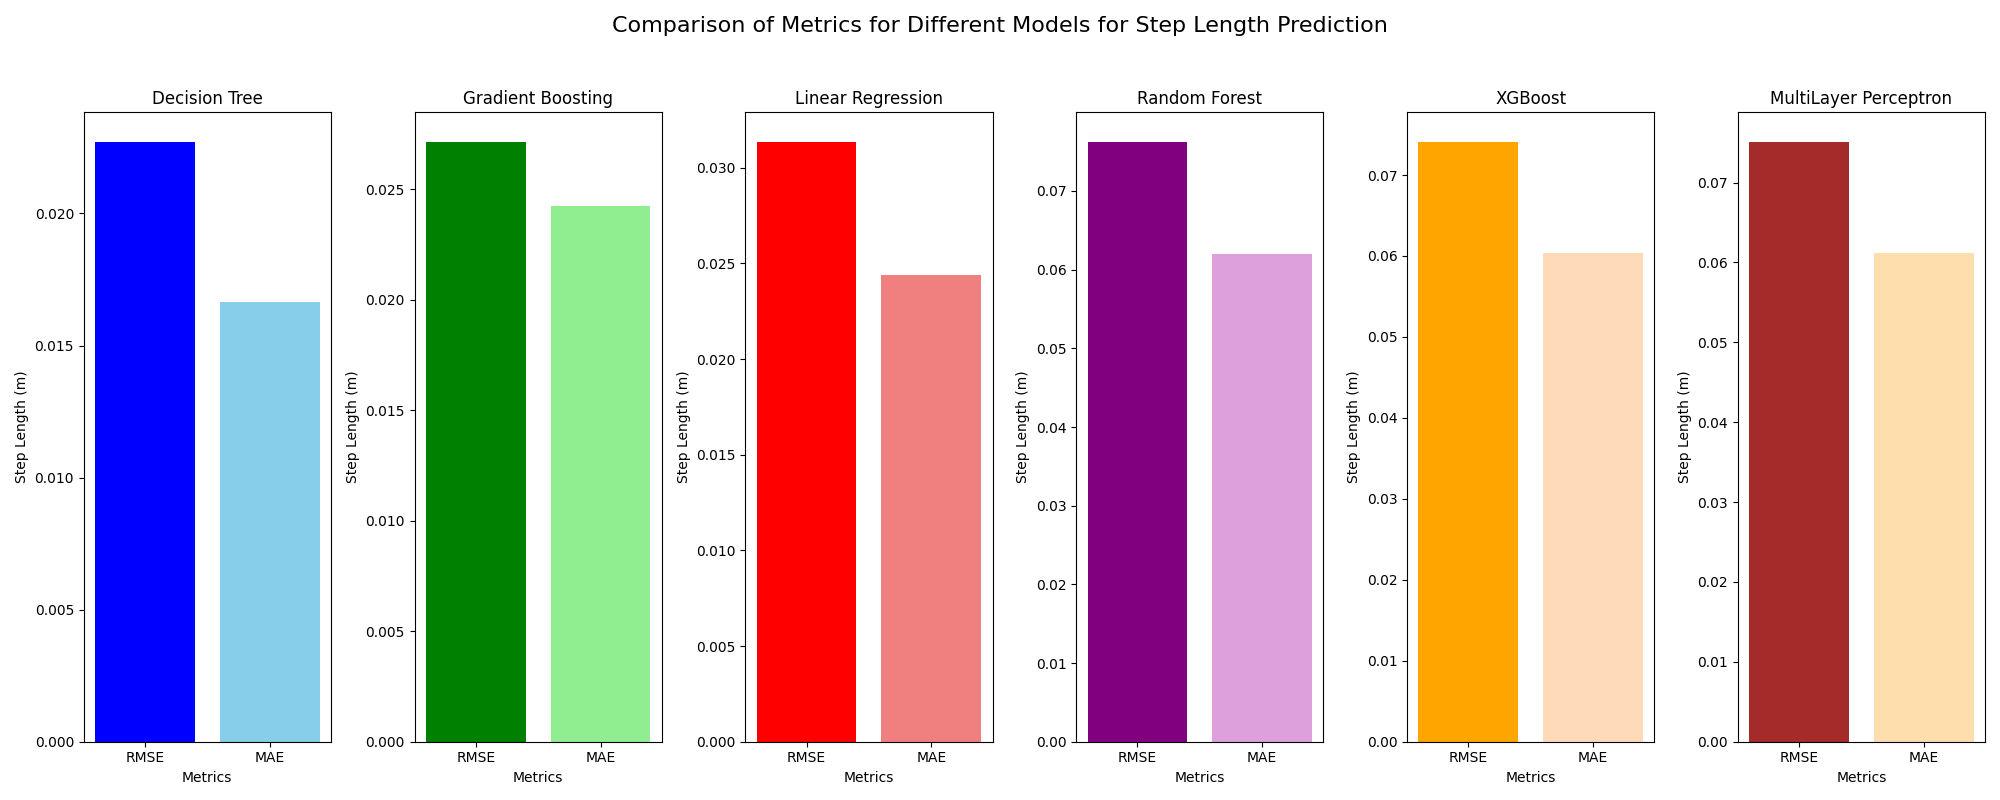 Comparison of Metrics for Different Models for Step Length Prediction
Decision Tree
Step Length (m)
0.020
0.015
0.010
0.005
0.000
RMSE MAE
Metrics
Gradient Boosting
Step Length (m)
0.025
0.020
0.015
0.010
0.005
0.000
RMSE MAE
Metrics
Linear Regression
Step Length (m)
0.030
0.025
0.020
0.015
0.010
0.005
0.000
RMSE MAE
Metrics
Random Forest
Step Length (m)
0.07
0.06
0.05
0.04
0.03
0.02
0.01
0.00
RMSE MAE
Metrics
XGBoost
Step Length (m)
0.07
0.06
0.05
0.04
0.03
0.02
0.01
0.00
RMSE MAE
Metrics
MultiLayer Perceptron
Step Length (m)
0.07
0.06
0.05
0.04
0.03
0.02
0.01
0.00
RMSE MAE
Metrics